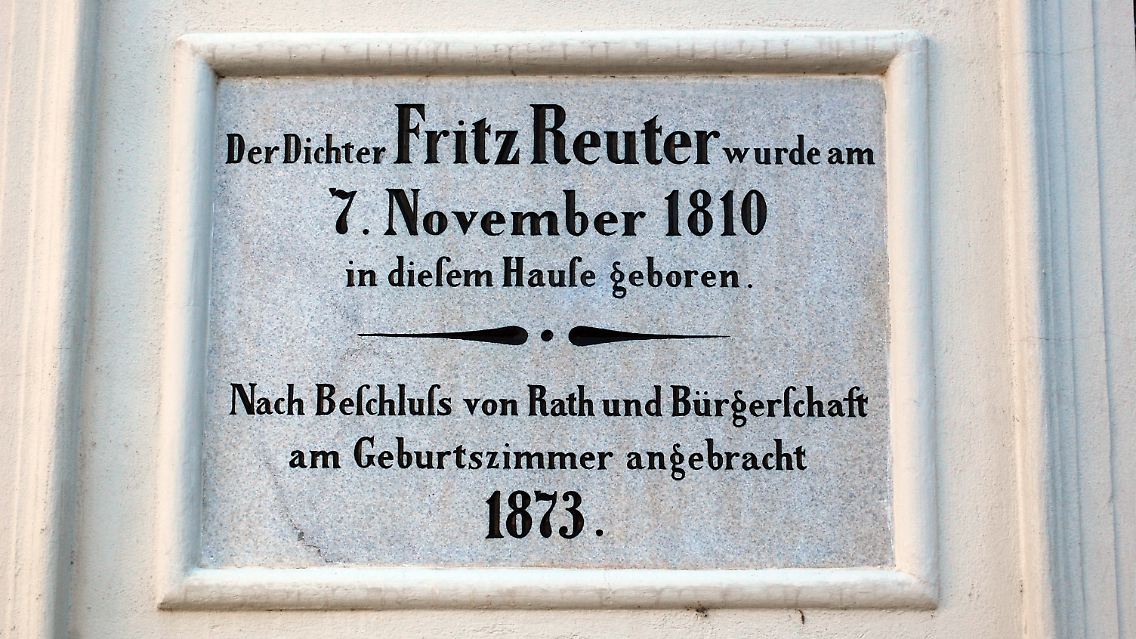 Der Dichter Fritz Reuter wurde am
7. November 1810
in dieſem Hauſe geboren.
Nach Beſchluſs von Rath und Bürgerſchaft
am Geburtszimmer angebracht
1873.